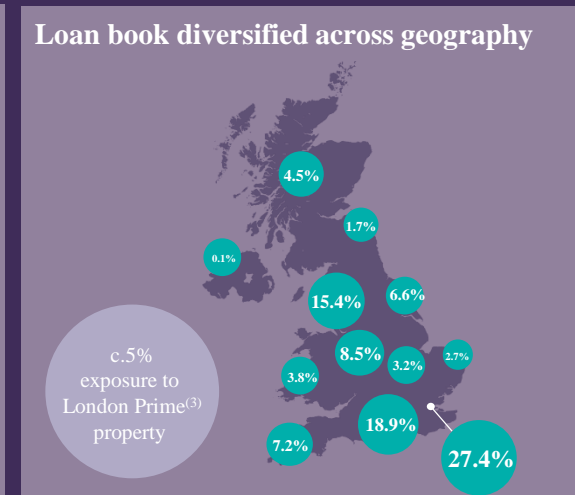 Loan book diversified across geography
4.5%
1.7%
0.1%
15.4%
6.6%
8.5%
3.2%
2.7%
3.8%
c.5%
exposure to
London Prime(3)
property
18.9%
7.2%
27.4%